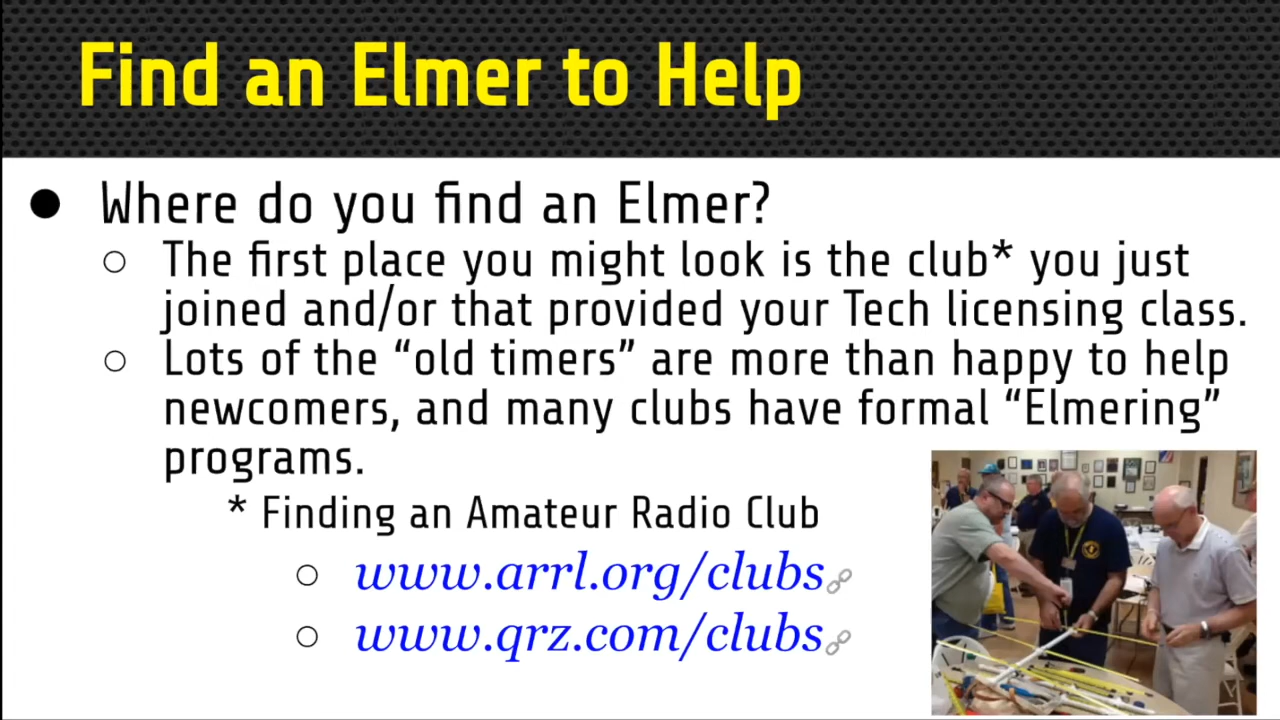 Find an Elmer to Help
● Where do you find an Elmer?
○ The first place you might look is the club* you just
joined and/or that provided your Tech licensing class.
○ Lots of the “old timers” are more than happy to help
newcomers, and many clubs have formal “Elmering”
programs.
* Finding an Amateur Radio Club
○ www.arrl.org/clubs
○ www.qrz.com/clubs